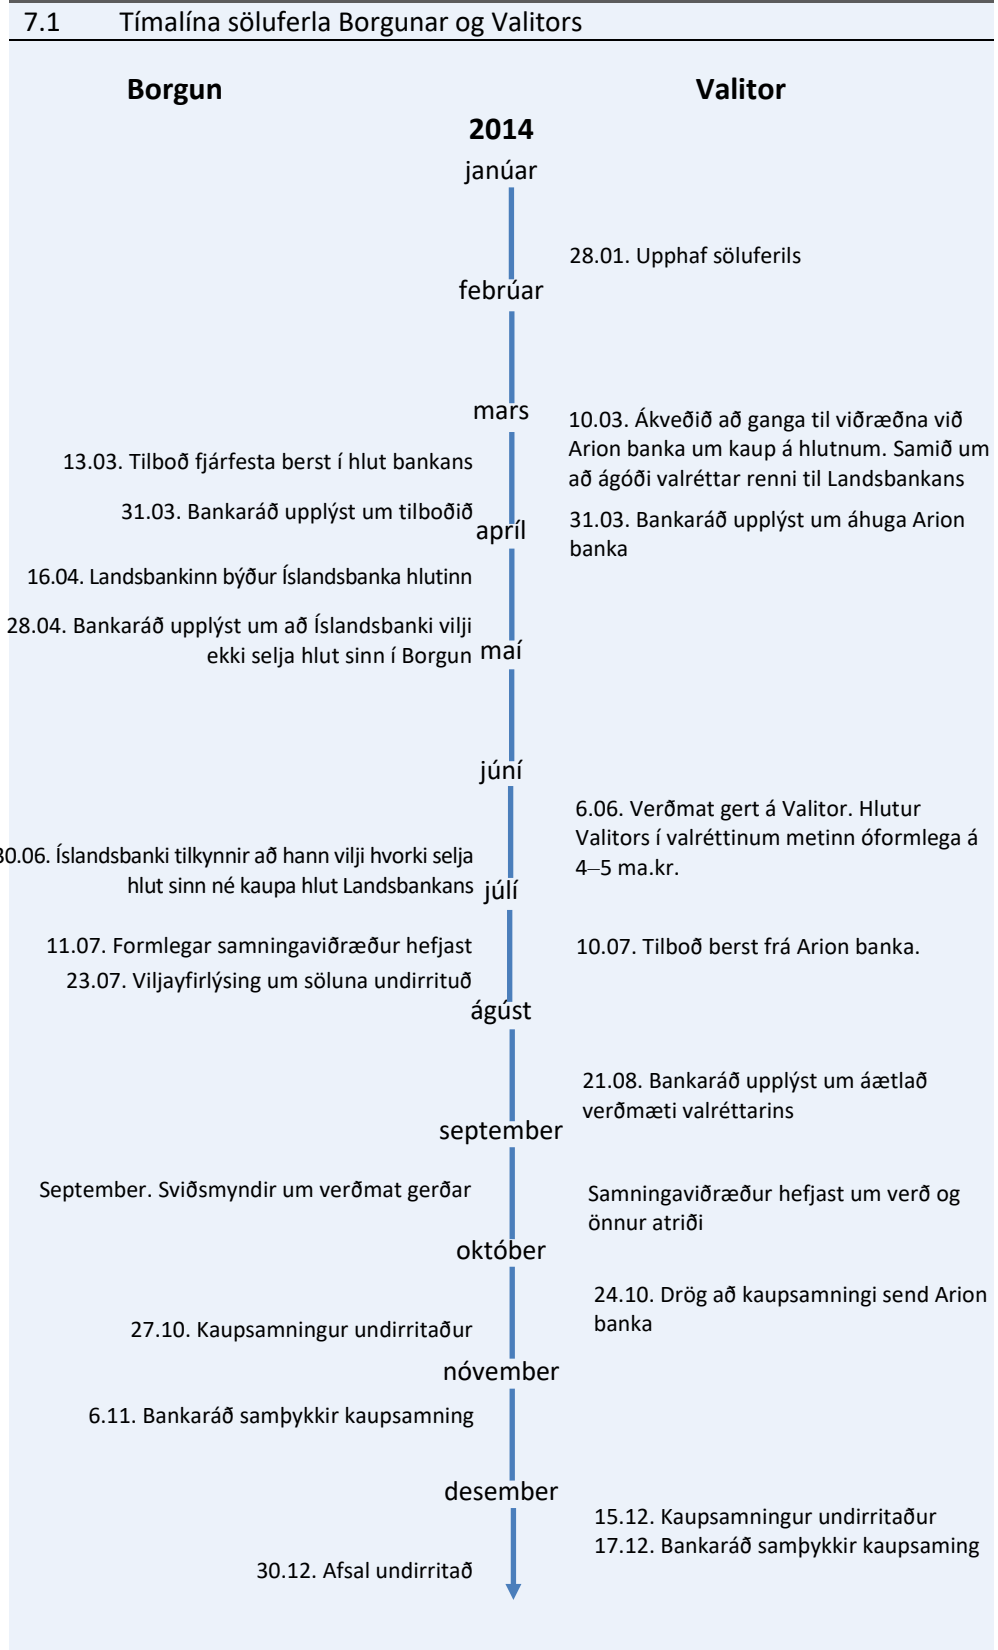 7.1 Tímalína söluferla Borgunar og Valitors
Borgun
Valitor
2014
janúar
28.01. Upphaf söluferils
febrúar
mars
10.03. Ákveðið að ganga til viðræðna við
Arion banka um kaup á hlutnum. Samið um
að ágóði valréttar renni til Landsbankans
13.03. Tilboð fjárfesta berst í hlut bankans
31.03. Bankaráð upplýst um tilboðið
31.03. Bankaráð upplýst um áhuga Arion
banka
apríl
16.04. Landsbankinn býður Íslandsbanka hlutinn
28.04. Bankaráð upplýst um að Íslandsbanki vilji
ekki selja hlut sinn í Borgun
maí
júní
6.06. Verðmat gert á Valitor. Hlutur
Valitors í valréttinum metinn óformlega á
4–5 ma.kr.
30.06. Íslandsbanki tilkynnir að hann vilji hvorki selja
hlut sinn né kaupa hlut Landsbankans
júlí
11.07. Formlegar samningaviðræður hefjast
10.07. Tilboð berst frá Arion banka.
23.07. Viljayfirlýsing um söluna undirrituð
ágúst
21.08. Bankaráð upplýst um áætlað
verðmæti valréttarins
september
September. Sviðsmyndir um verðmat gerðar
Samningaviðræður hefjast um verð og
önnur atriði
október
24.10. Drög að kaupsamningi send Arion
banka
27.10. Kaupsamningur undirritaður
nóvember
6.11. Bankaráð samþykkir kaupsamning
desember
15.12. Kaupsamningur undirritaður
17.12. Bankaráð samþykkir kaupsaming
30.12. Afsal undirritað